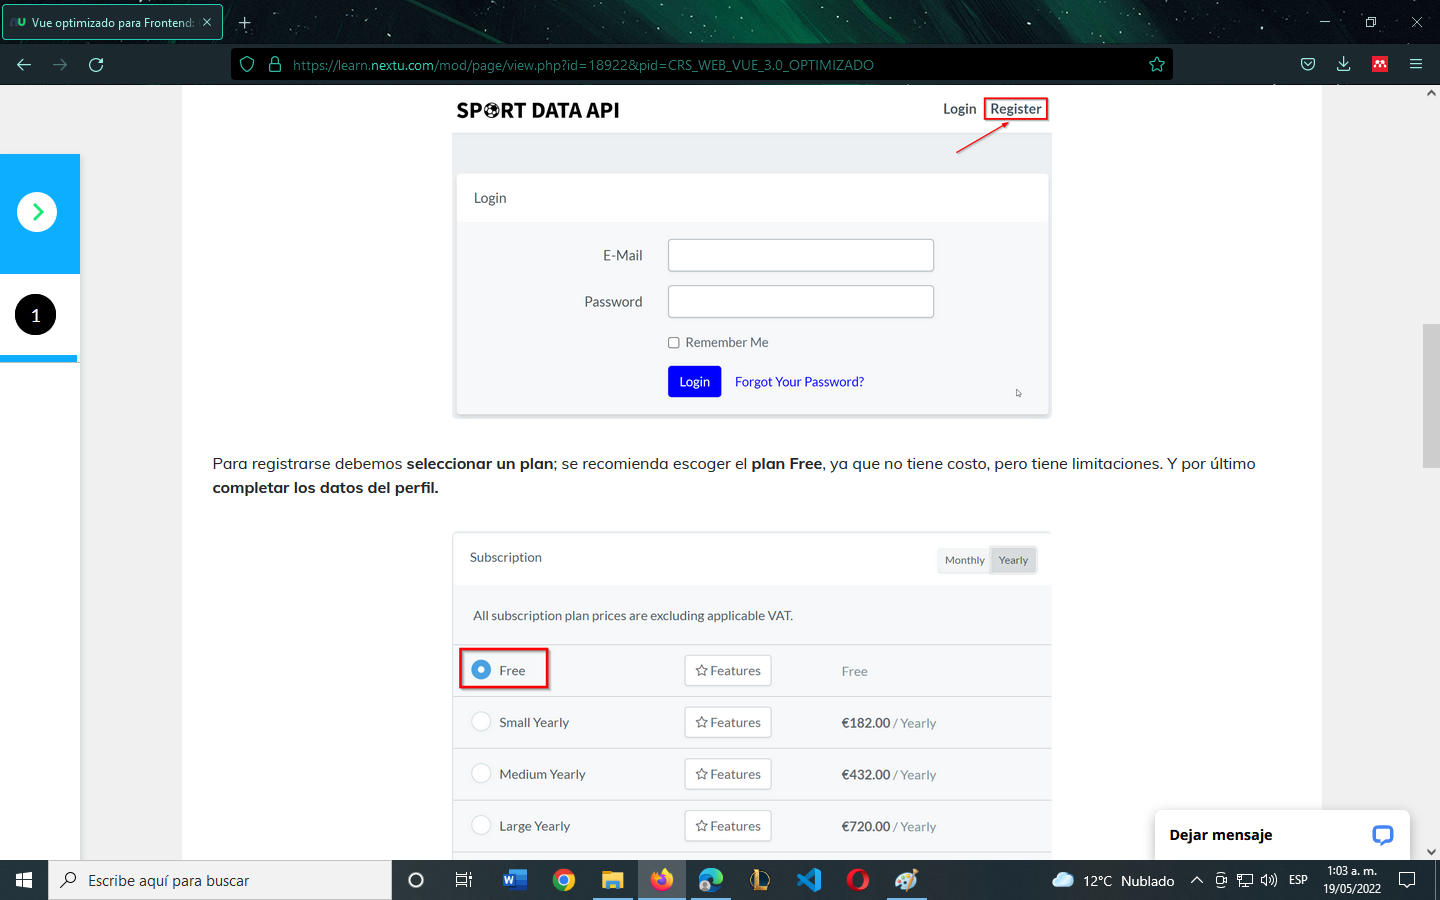 Vue optimizado para Frontend:
https://learn.nextu.com/mod/page/view.php?id=18922&pid=CRS_WEB_VUE_3.0_OPTIMIZADO
SPORT DATA API
Login Register
Login
E-Mail
Password
Remember Me
Login Forgot Your Password?
1
Para registrarse debemos seleccionar un plan; se recomienda escoger el plan Free, ya que no tiene costo, pero tiene limitaciones. Y por último
completar los datos del perfil.
Subscription Monthly Yearly
All subscription plan prices are excluding applicable VAT.
Free Features Free
Small Yearly Features €182.00 / Yearly
Medium Yearly Features €432.00 / Yearly
Large Yearly Features €720.00 / Yearly
Dejar mensaje
Escribe aquí para buscar
12°C Nublado
ESP
1:03 a. m.
19/05/2022